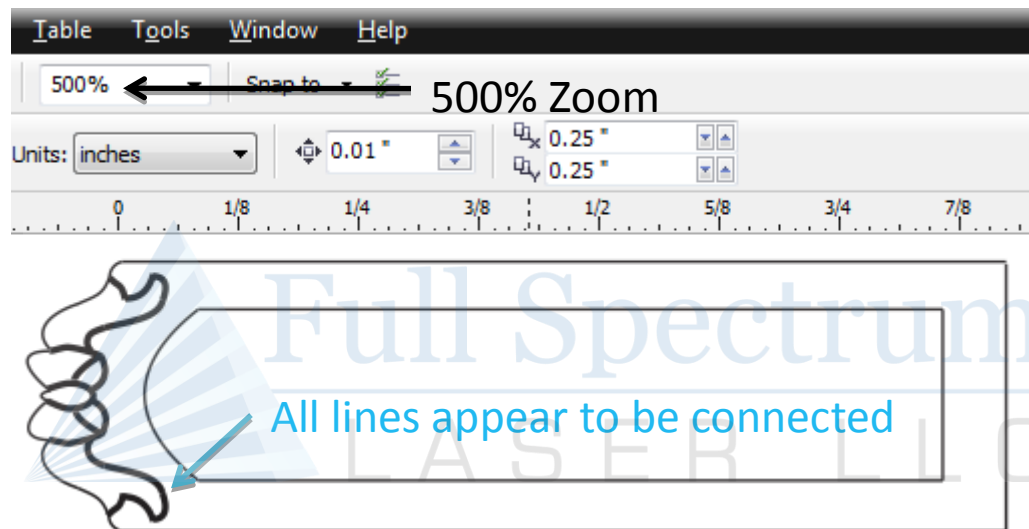 Table Tools Window Help
500% Snap to 500% Zoom
Units: inches 0.01 " x 0.25 "
y 0.25 "
0 1/8 1/4 3/8 1/2 5/8 3/4 7/8
Full Spectrum
All lines appear to be connected
LASER LLC